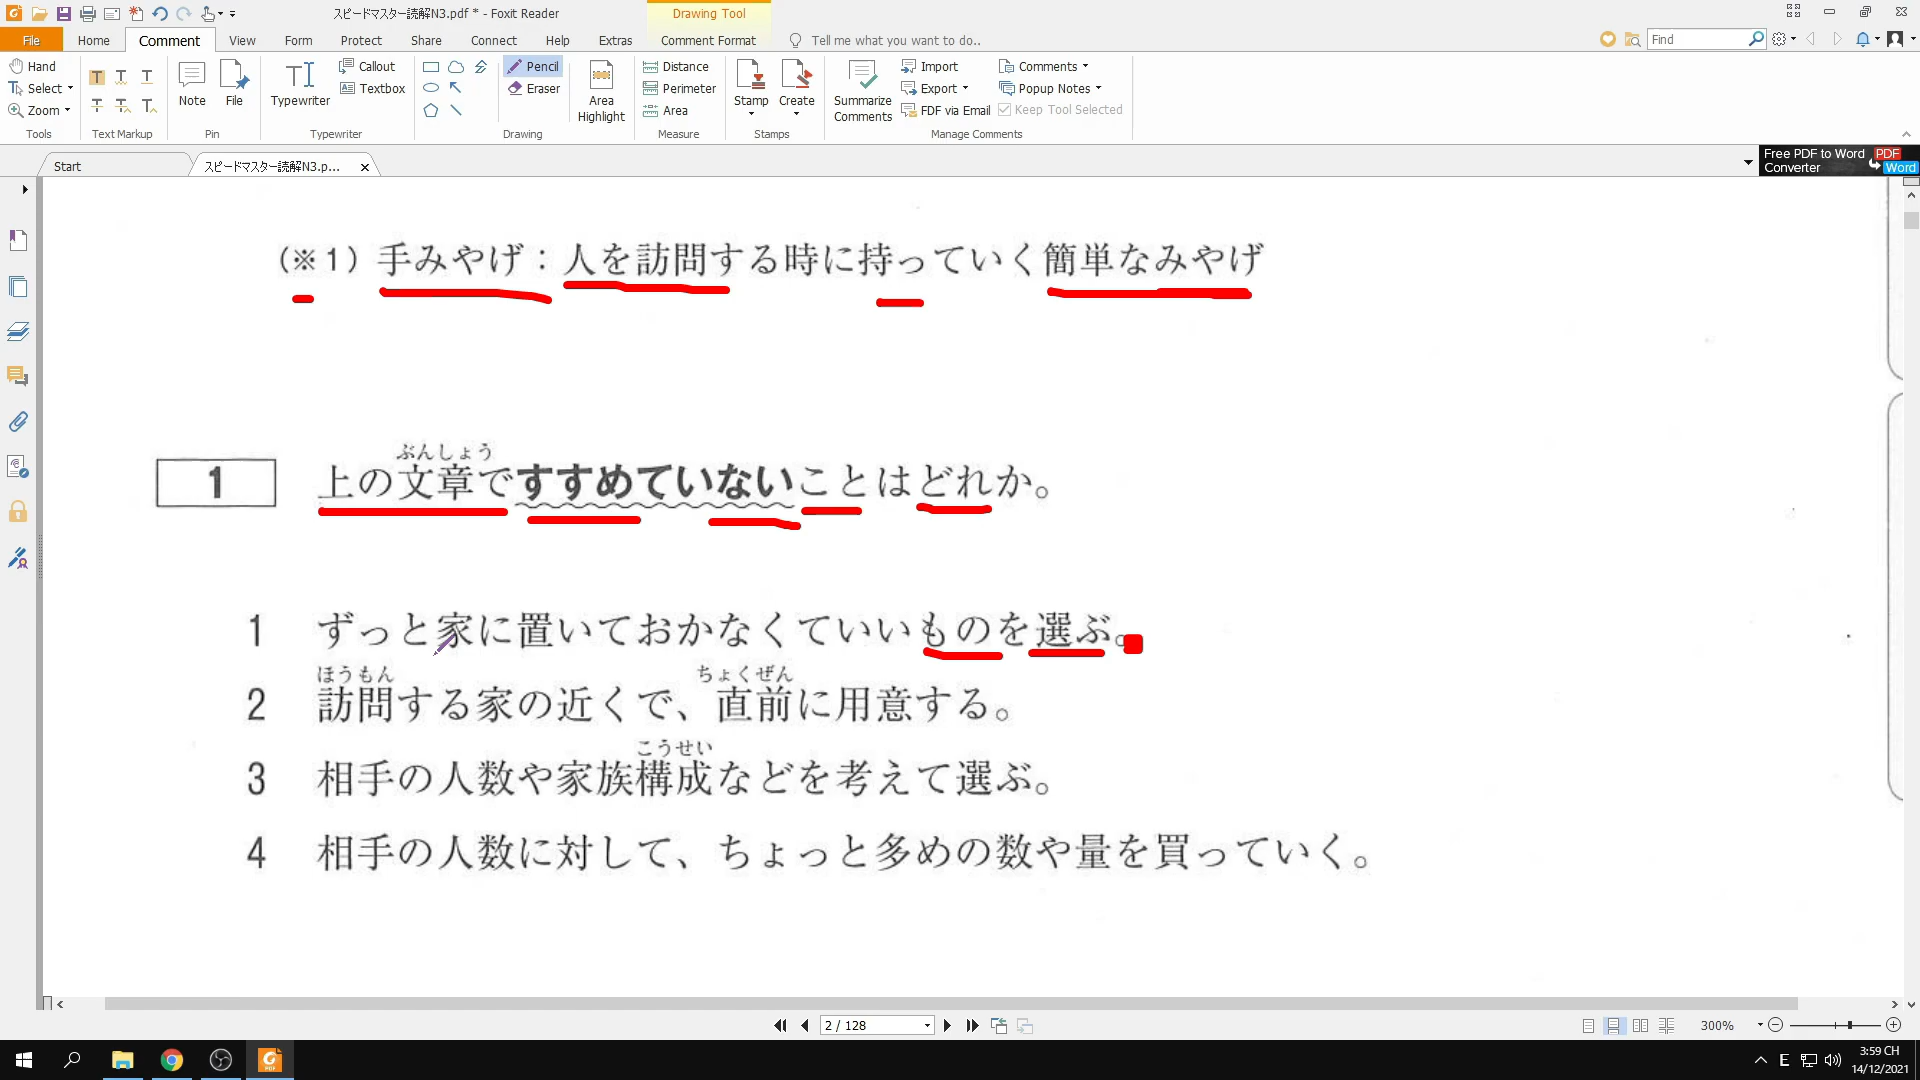 スピードマスター読解N3.pdf * - Foxit Reader
Drawing Tool
File Home Comment View Form Protect Share Connect Help Extras Comment Format Tell me what you want to do.. Find
Hand
Select
Zoom
Tools
Text Markup
Note File
Pin
Typewriter
Callout
Textbox
Typewriter
Pencil
Eraser
Drawing
Area Highlight
Distance
Perimeter
Area
Measure
Stamp Create
Stamps
Summarize Comments
Import
Export
FDF via Email
Comments
Popup Notes
Keep Tool Selected
Manage Comments
Start スピードマスター読解N3.p...
Free PDF to Word Converter PDF Word
(※1) 手みやげ:人を訪問する時に持っていく簡単なみやげ
ぶんしょう
1 上の文章ですすめていないことはどれか。
1 ずっと家に置いておかなくていいものを選ぶ。
ほうもん ちょくぜん
2 訪問する家の近くで、直前に用意する。
こうせい
3 相手の人数や家族構成などを考えて選ぶ。
4 相手の人数に対して、ちょっと多めの数や量を買っていく。
2 / 128
300%
E
3:59 CH
14/12/2021